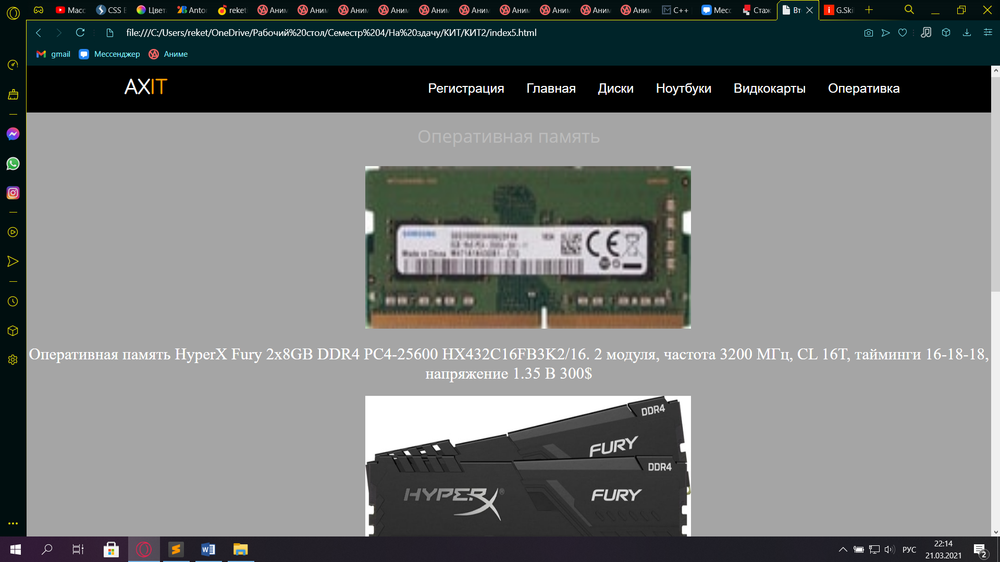 Масс
CSS Б
Цвет
Anto
reket
Аним
Аним
Аним
Аним
Аним
Аним
Аним
Аним
Аним
Аним
C++
Месс
Стаж
Вт
G.Ski
file:///C:/Users/reket/OneDrive/Рабочий%20стол/Семестр%204/На%20здачу/КИТ/КИТ2/index5.html
gmail
Мессенджер
Аниме
AXIT
Регистрация
Главная
Диски
Ноутбуки
Видкокарты
Оперативка
Оперативная память
SAMSUNG
Made in China
CE
Оперативная память HyperX Fury 2x8GB DDR4 PC4-25600 HX432C16FB3K2/16. 2 модуля, частота 3200 МГц, CL 16T, тайминги 16-18-18,
напряжение 1.35 В 300$
DDR4
FURY
DDR4
HYPERX®
FURY
РУС
22:14
21.03.2021
2